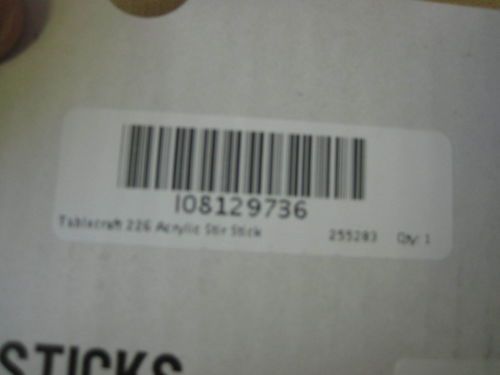 I08129736
Tablecraft 226 Acrylic Stir Stick 255283 Qty: 1
STICKS